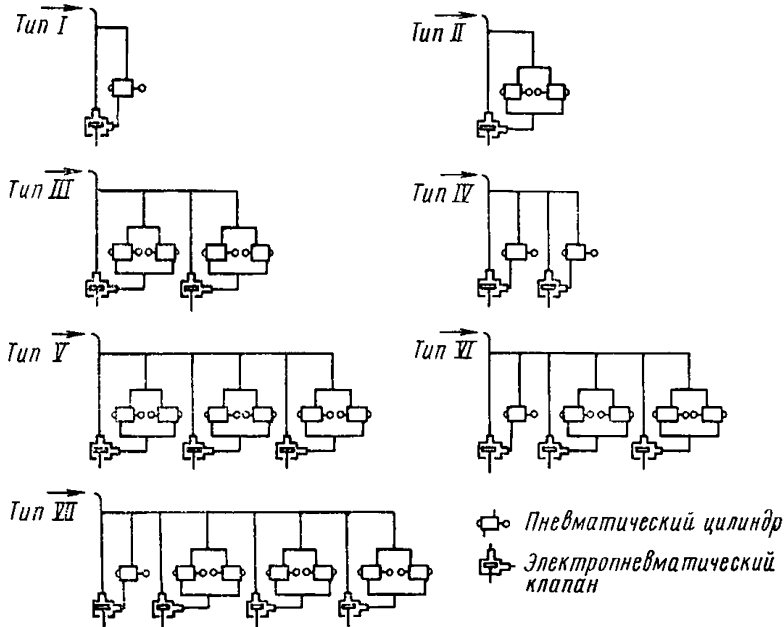 Тип I
Тип II
Тип III
Тип IV
Тип V
Тип VI
Тип VII
Пневматический цилиндр
Электропневматический
клапан